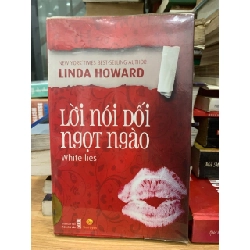 NEW YORK TIMES BEST SELLING AUTHOR
LINDA HOWARD
LỜI NÓI DỐI
NGỌT NGÀO
White lies